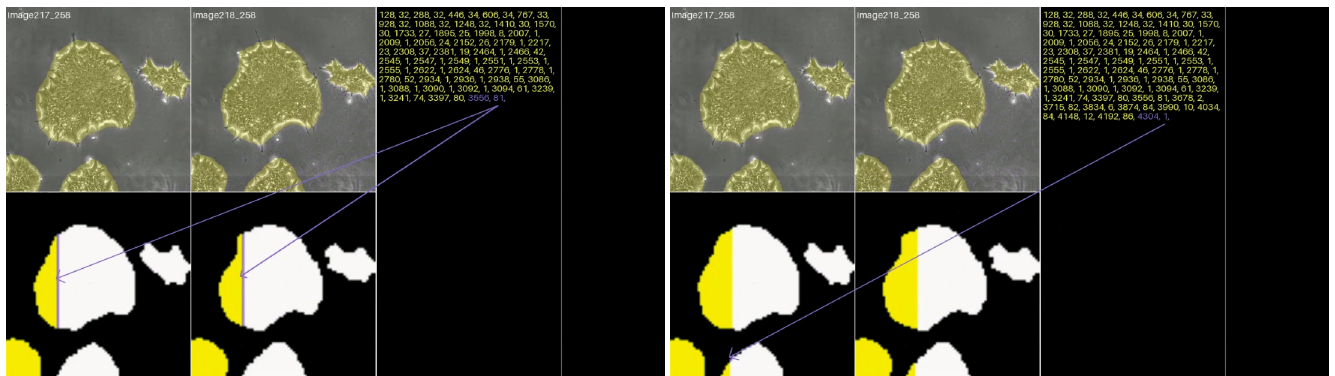 image217_258
image218_258
128, 32, 288, 32, 446, 34, 606, 34, 767, 33,
928, 32, 1088, 32, 1248, 32, 1410, 30, 1570,
30, 1733, 27, 1895, 25, 1998, 8, 2007, 1,
2009, 1, 2056, 24, 2152, 26, 2179, 1, 2217,
23, 2308, 37, 2381, 19, 2464, 1, 2466, 42,
2545, 1, 2547, 1, 2549, 1, 2551, 1, 2553, 1,
2555, 1, 2622, 1, 2624, 46, 2776, 1, 2778, 1,
2780, 52, 2934, 1, 2936, 1, 2938, 55, 3086,
1, 3088, 1, 3090, 1, 3092, 1, 3094, 61, 3239,
1, 3241, 74, 3397, 80, 3556, 81,
image217_258
image218_258
128, 32, 288, 32, 446, 34, 606, 34, 767, 33,
928, 32, 1088, 32, 1248, 32, 1410, 30, 1570,
30, 1733, 27, 1895, 25, 1998, 8, 2007, 1,
2009, 1, 2056, 24, 2152, 26, 2179, 1, 2217,
23, 2308, 37, 2381, 19, 2464, 1, 2466, 42,
2545, 1, 2547, 1, 2549, 1, 2551, 1, 2553, 1,
2555, 1, 2622, 1, 2624, 46, 2776, 1, 2778, 1,
2780, 52, 2934, 1, 2936, 1, 2938, 55, 3086,
1, 3088, 1, 3090, 1, 3092, 1, 3094, 61, 3239,
1, 3241, 74, 3397, 80, 3556, 81, 3678, 2,
3715, 82, 3834, 6, 3874, 84, 3990, 10, 4034,
84, 4148, 12, 4192, 86, 4304, 1,